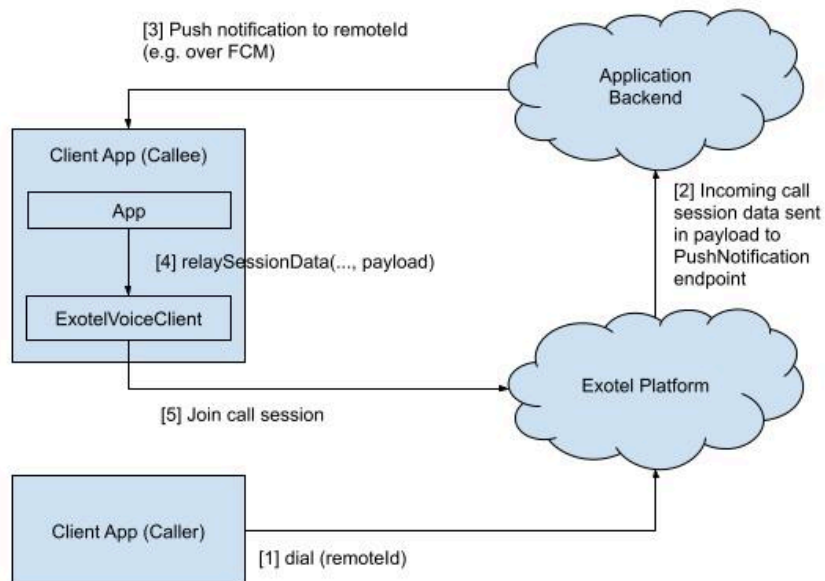 [3] Push notification to remoteId
(e.g. over FCM)
Application
Backend
Client App (Callee)
App
[2] Incoming call
session data sent
in payload to
PushNotification
endpoint
[4] relaySessionData(..., payload)
ExotelVoiceClient
Exotel Platform
[5] Join call session
Client App (Caller)
[1] dial (remoteId)